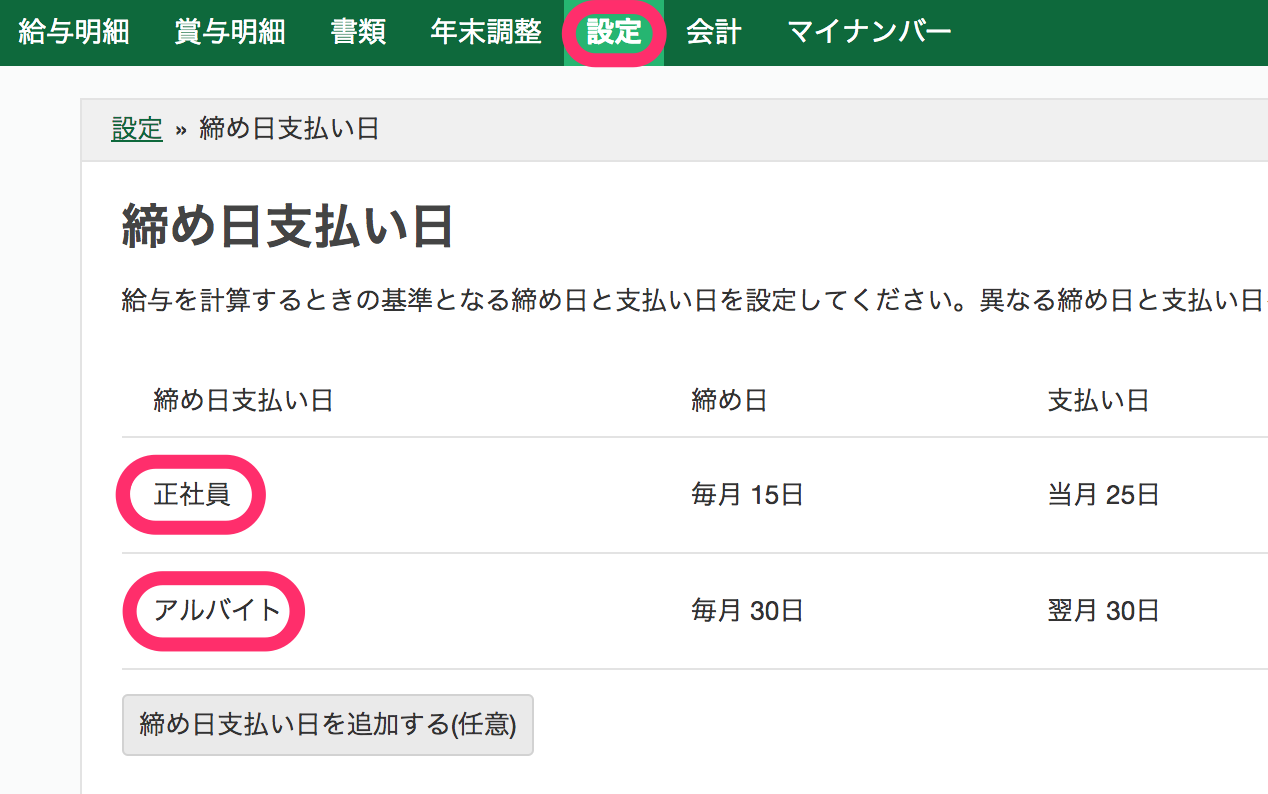 給与明細 賞与明細 書類 年末調整 設定 会計 マイナンバー
設定 » 締め日支払い日
締め日支払い日
給与を計算するときの基準となる締め日と支払い日を設定してください。異なる締め日と支払い日
締め日支払い日 締め日 支払い日
正社員 毎月 15日 当月 25日
アルバイト 毎月 30日 翌月 30日
締め日支払い日を追加する(任意)